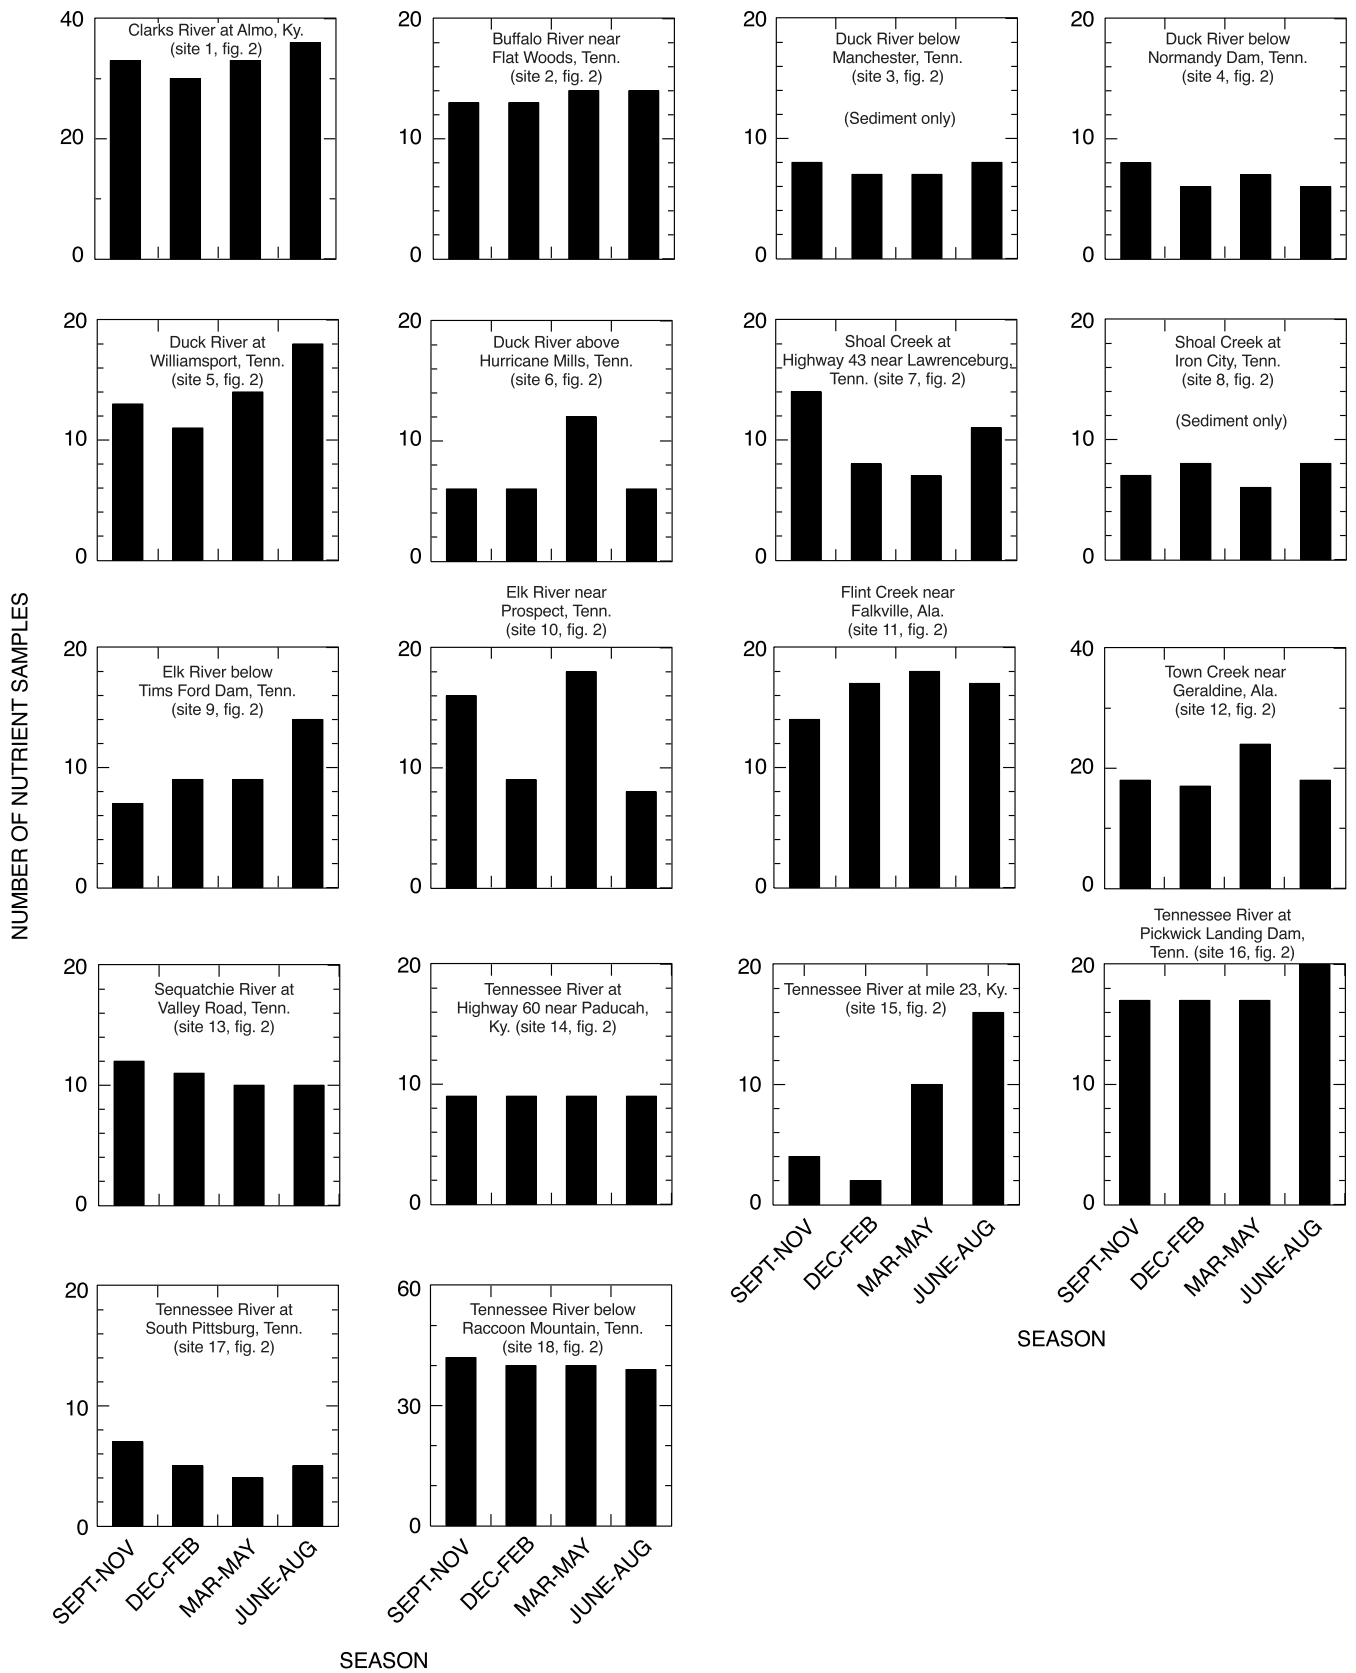 40
20
0
Clarks River at Almo, Ky.
(site 1, fig. 2)
20
10
0
Buffalo River near
Flat Woods, Tenn.
(site 2, fig. 2)
20
10
0
Duck River below
Manchester, Tenn.
(site 3, fig. 2)
(Sediment only)
20
10
0
Duck River below
Normandy Dam, Tenn.
(site 4, fig. 2)
20
10
0
Duck River at
Williamsport, Tenn.
(site 5, fig. 2)
20
10
0
Duck River above
Hurricane Mills, Tenn.
(site 6, fig. 2)
20
10
0
Shoal Creek at
Highway 43 near Lawrenceburg,
Tenn. (site 7, fig. 2)
20
10
0
Shoal Creek at
Iron City, Tenn.
(site 8, fig. 2)
(Sediment only)
NUMBER OF NUTRIENT SAMPLES
20
10
0
Elk River below
Tims Ford Dam, Tenn.
(site 9, fig. 2)
Elk River near
Prospect, Tenn.
(site 10, fig. 2)
20
10
0
Flint Creek near
Falkville, Ala.
(site 11, fig. 2)
20
10
0
40
20
0
Town Creek near
Geraldine, Ala.
(site 12, fig. 2)
20
10
0
Sequatchie River at
Valley Road, Tenn.
(site 13, fig. 2)
20
10
0
Tennessee River at
Highway 60 near Paducah,
Ky. (site 14, fig. 2)
20
10
0
Tennessee River at mile 23, Ky.
(site 15, fig. 2)
SEPT-NOV
DEC-FEB
MAR-MAY
JUNE-AUG
Tennessee River at
Pickwick Landing Dam,
Tenn. (site 16, fig. 2)
20
10
0
SEPT-NOV
DEC-FEB
MAR-MAY
JUNE-AUG
SEASON
20
10
0
Tennessee River at
South Pittsburg, Tenn.
(site 17, fig. 2)
SEPT-NOV
DEC-FEB
MAR-MAY
JUNE-AUG
60
30
0
Tennessee River below
Raccoon Mountain, Tenn.
(site 18, fig. 2)
SEPT-NOV
DEC-FEB
MAR-MAY
JUNE-AUG
SEASON